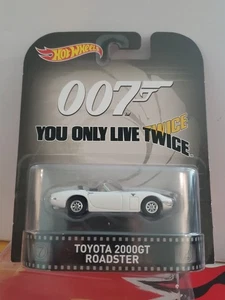 Hot Wheels
007
YOU ONLY LIVE TWICE
TOYOTA 2000GT
ROADSTER